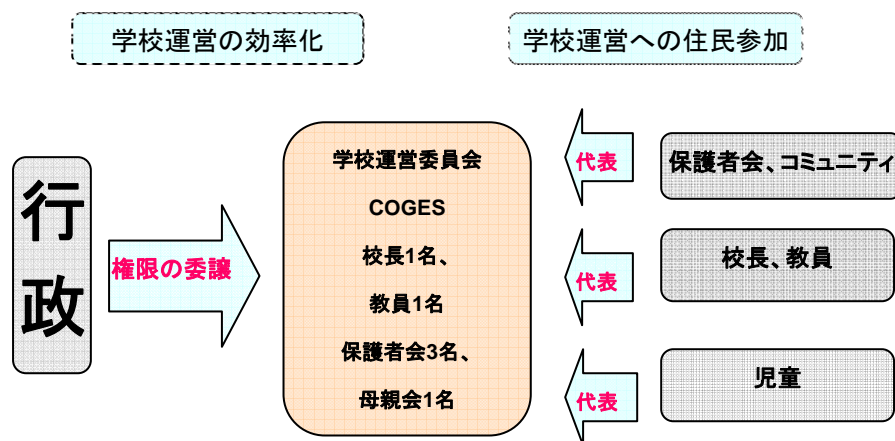 学校運営の効率化
学校運営への住民参加
行政
権限の委譲
学校運営委員会
COGES
校長1名、
教員1名
保護者会3名、
母親会1名
代表
保護者会、コミュニティ
代表
校長、教員
代表
児童